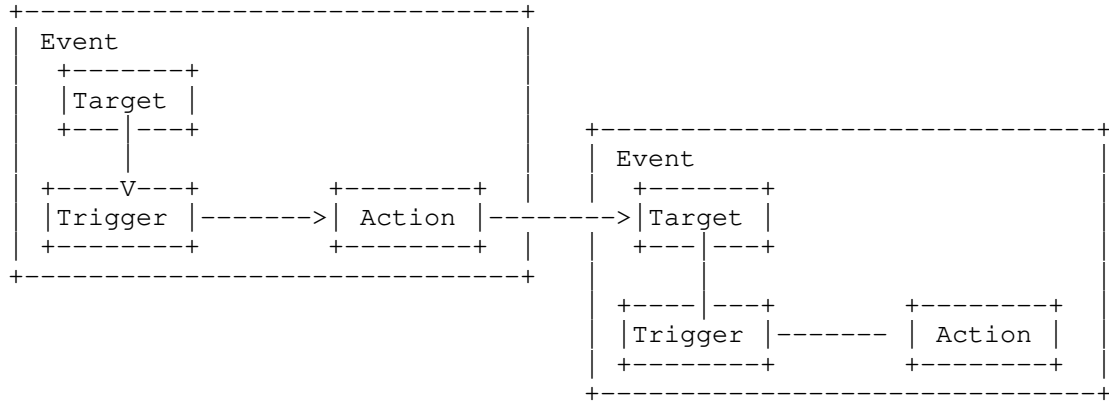 Event
Target
Event
Trigger Action Target
Trigger Action